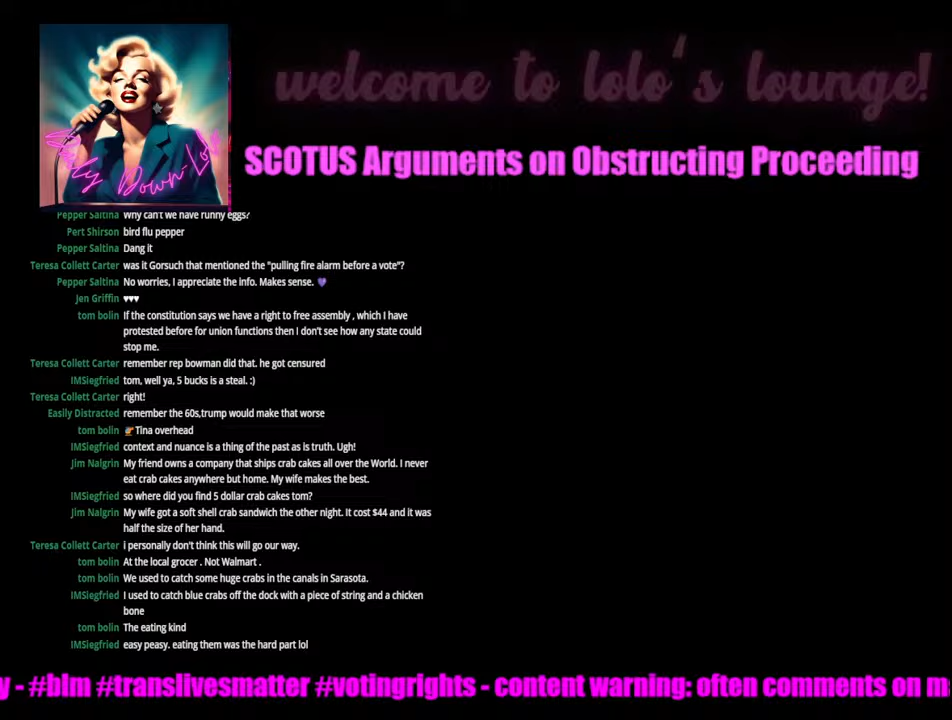 welcome to lolo's lounge!
Down Lolo
SCOTUS Arguments on Obstructing Proceeding
Pepper Saltina Why can't we have runny eggs?
Pert Shirson bird flu pepper
Pepper Saltina Dang it
Teresa Collett Carter was it Gorsuch that mentioned the "pulling fire alarm before a vote"?
Pepper Saltina No worries, I appreciate the info. Makes sense. 💜
Jen Griffin ♥♥♥
tom bolin If the constitution says we have a right to free assembly , which I have
protested before for union functions then I don't see how any state could
stop me.
Teresa Collett Carter remember rep bowman did that. he got censured
IMSiegfried tom, well ya, 5 bucks is a steal. :)
Teresa Collett Carter right!
Easily Distracted remember the 60s,trump would make that worse
tom bolin Tina overhead
IMSiegfried context and nuance is a thing of the past as is truth. Ugh!
Jim Nalgrin My friend owns a company that ships crab cakes all over the World. I never
eat crab cakes anywhere but home. My wife makes the best.
IMSiegfried so where did you find 5 dollar crab cakes tom?
Jim Nalgrin My wife got a soft shell crab sandwich the other night. It cost $44 and it was
half the size of her hand.
Teresa Collett Carter i personally don't think this will go our way.
tom bolin At the local grocer . Not Walmart .
tom bolin We used to catch some huge crabs in the canals in Sarasota.
IMSiegfried I used to catch blue crabs off the dock with a piece of string and a chicken
bone
tom bolin The eating kind
IMSiegfried easy peasy. eating them was the hard part lol
y - #blm #translivesmatter #votingrights - content warning: often comments on m